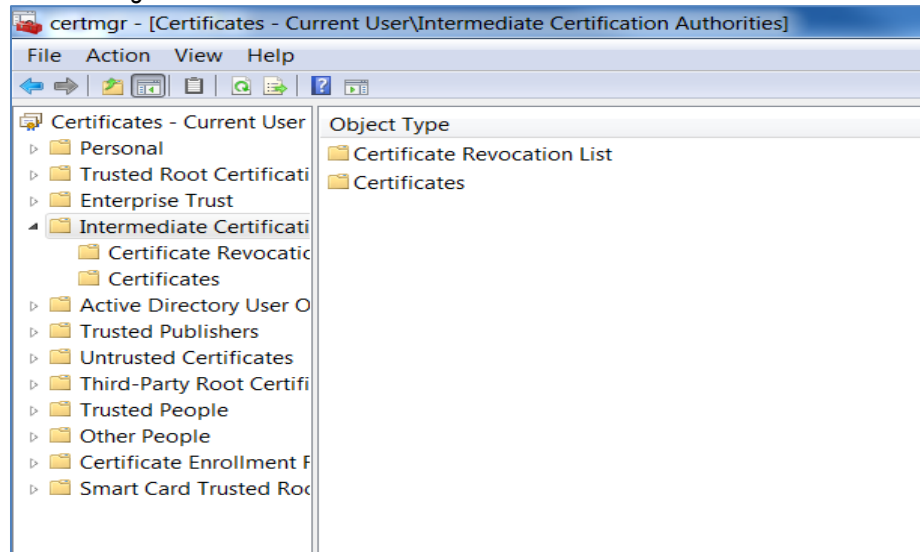 certmgr - [Certificates - Current User\Intermediate Certification Authorities]
File Action View Help
Certificates - Current User
Personal
Trusted Root Certificati
Enterprise Trust
Intermediate Certificati
Certificate Revocatic
Certificates
Active Directory User O
Trusted Publishers
Untrusted Certificates
Third-Party Root Certifi
Trusted People
Other People
Certificate Enrollment F
Smart Card Trusted Roc
Object Type
Certificate Revocation List
Certificates